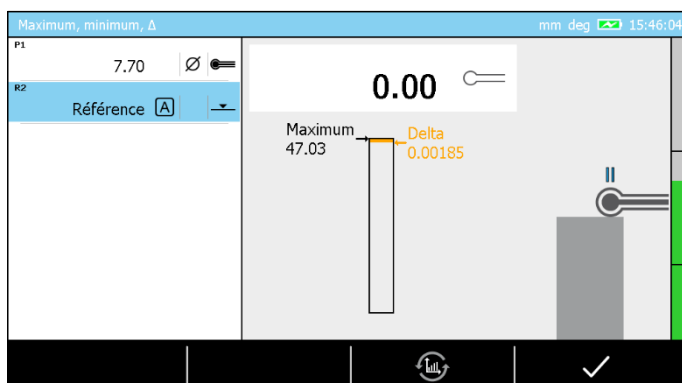 Maximum, minimum, Δ
mm deg 15:46:04
P1
7.70 Ø
R2
Référence A
0.00
Maximum
47.03
Delta
0.00185